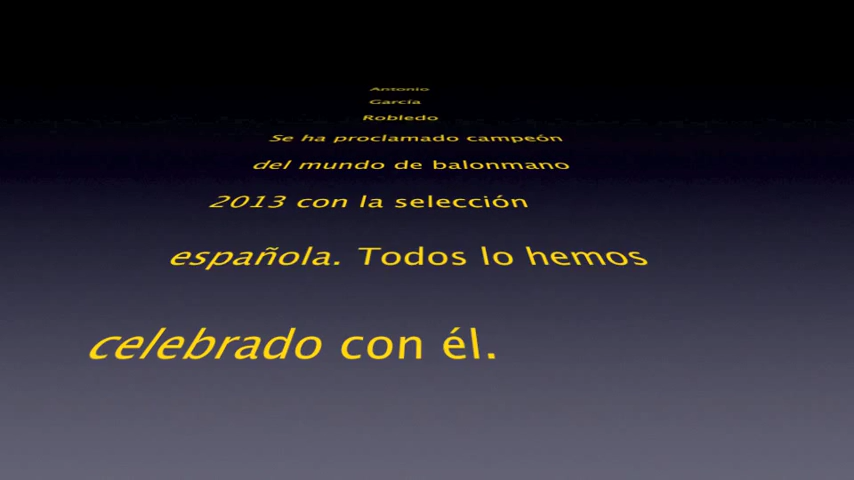 Antonio
García
Robledo
Se ha proclamado campeón
del mundo de balonmano
2013 con la selección
española. Todos lo hemos
celebrado con él.